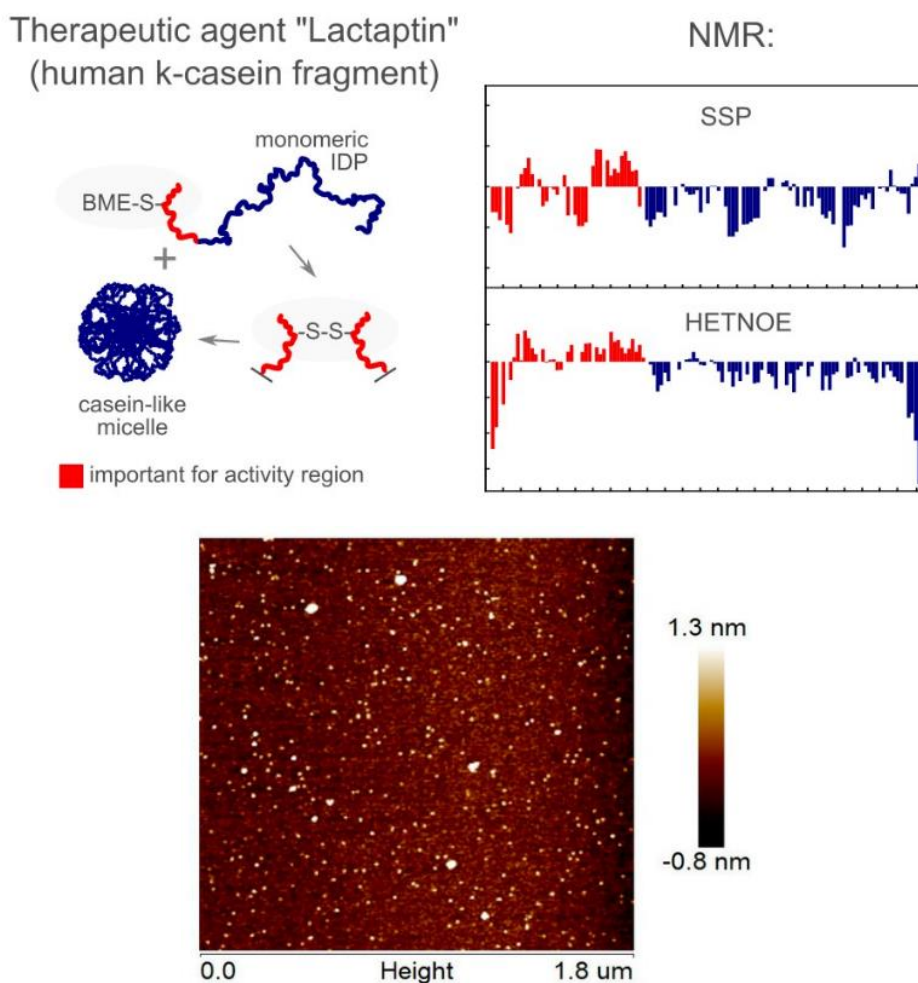 Therapeutic agent "Lactaptin"
(human k-casein fragment)
monomeric
IDP
BME-S-
+
-S-S-
casein-like
micelle
important for activity region
NMR:
SSP
HETNOE
1.3 nm
-0.8 nm
0.0 Height 1.8 um